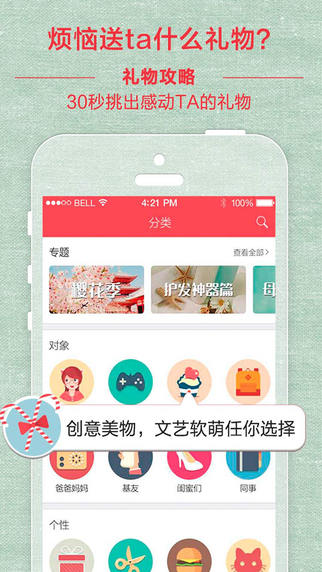 烦恼送ta什么礼物?
礼物攻略
30秒挑出感动TA的礼物
BELL 4:21 PM 100%
分类
专题 查看全部>
樱花季 护发神器篇 母
对象
创意美物，文艺软萌任你选择
爸爸妈妈 基友 闺蜜们 同事
个性